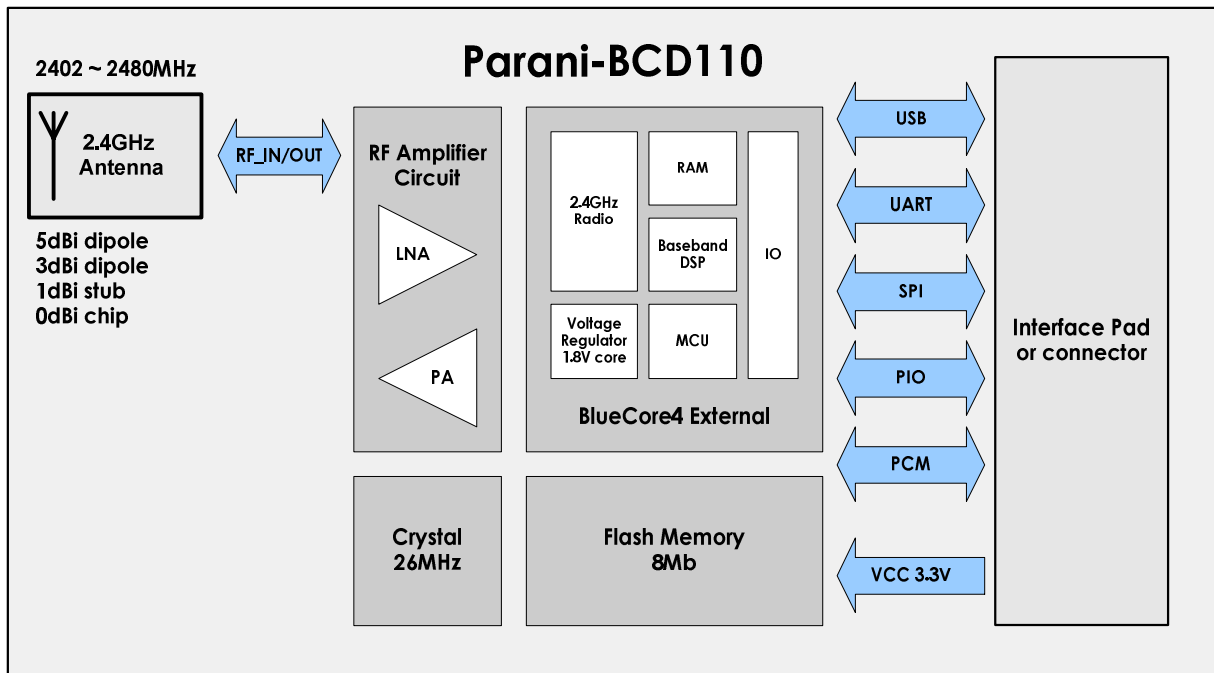 Parani-BCD110
2402 ~ 2480MHz
2.4GHz
Antenna
5dBi dipole
3dBi dipole
1dBi stub
0dBi chip
RF_IN/OUT
RF Amplifier
Circuit
LNA
PA
2.4GHz
Radio
RAM
Baseband
DSP
IO
Voltage
Regulator
1.8V core
MCU
BlueCore4 External
Crystal
26MHz
Flash Memory
8Mb
USB
UART
SPI
PIO
PCM
VCC 3.3V
Interface Pad
or connector